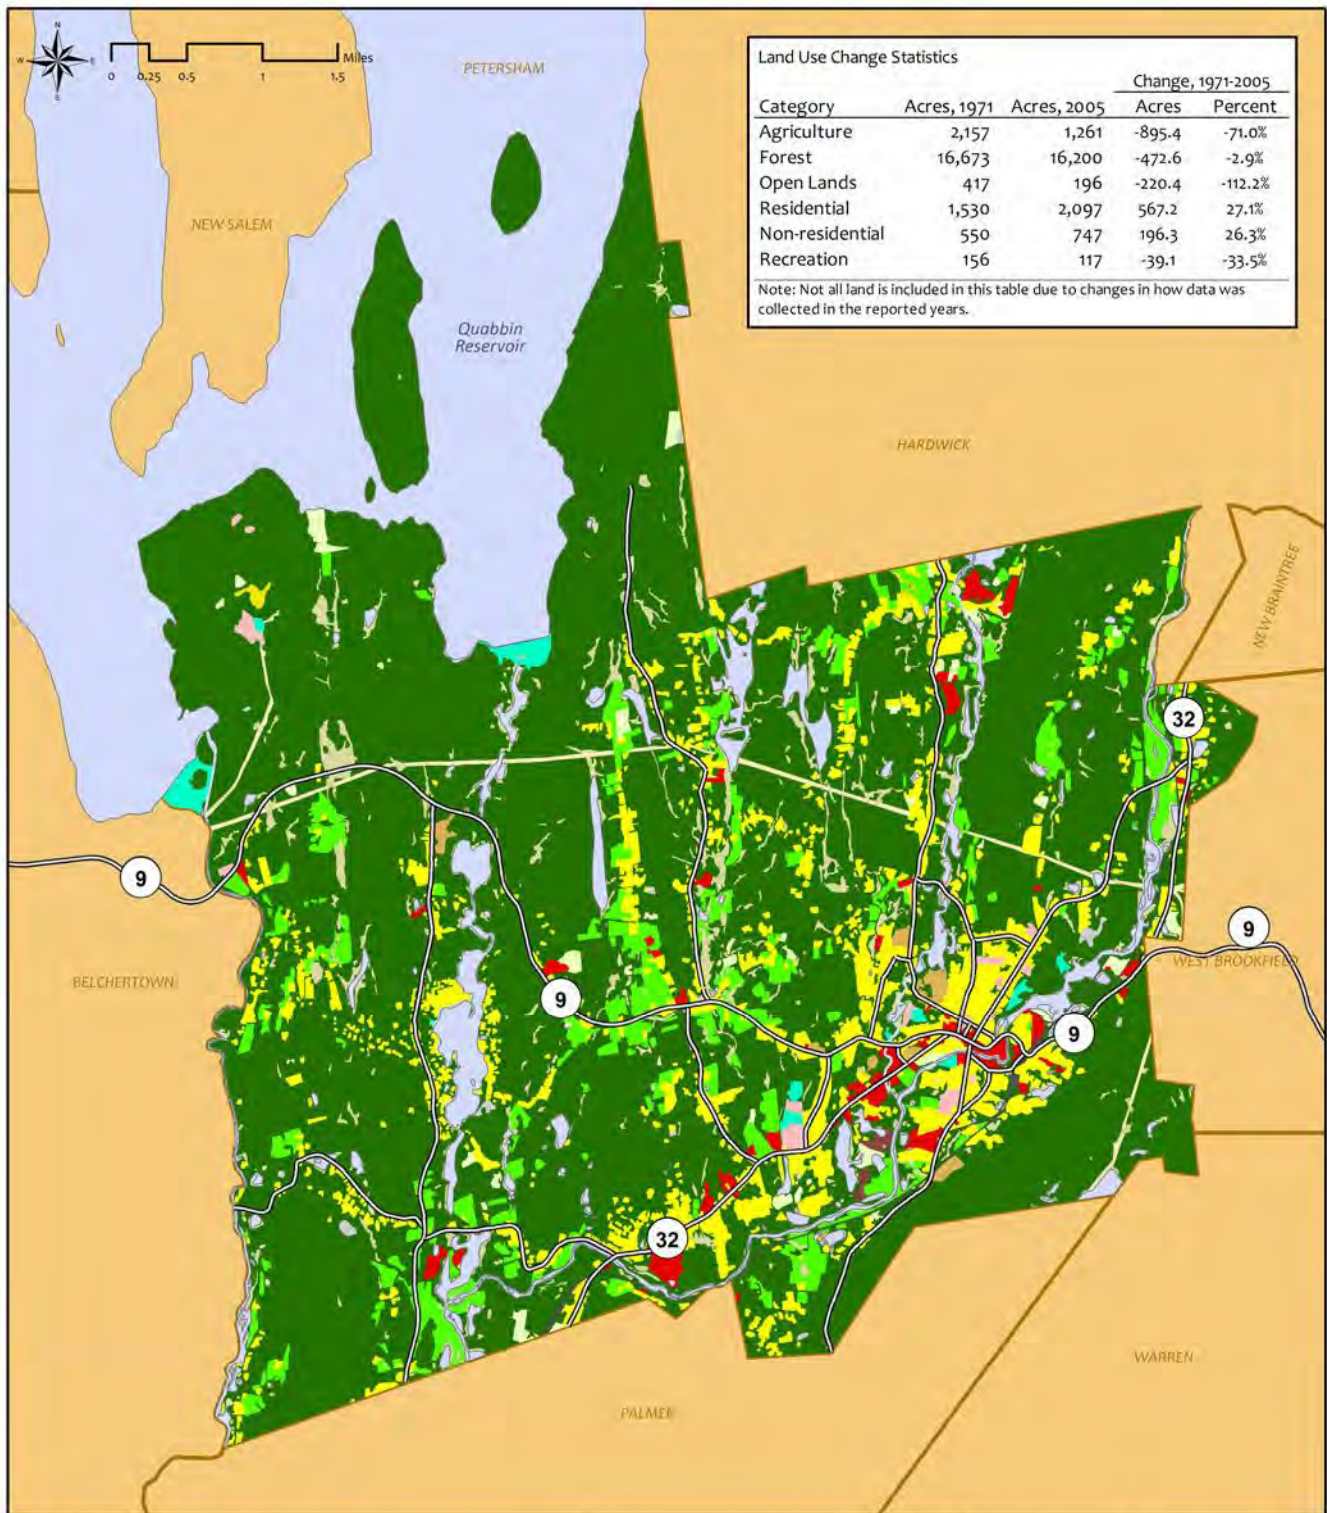 N
W E
S
0 0.25 0.5 1 1.5
Miles
PETERSHAM
NEW SALEM
Quabbin
Reservoir
Land Use Change Statistics
Change, 1971-2005
Category Acres, 1971 Acres, 2005 Acres Percent
Agriculture 2,157 1,261 -895.4 -71.0%
Forest 16,673 16,200 -472.6 -2.9%
Open Lands 417 196 -220.4 -112.2%
Residential 1,530 2,097 567.2 27.1%
Non-residential 550 747 196.3 26.3%
Recreation 156 117 -39.1 -33.5%
Note: Not all land is included in this table due to changes in how data was
collected in the reported years.
HARDWICK
NEW BRAINTREE
32
9
9
WEST BROOKFIELD
BELCHERTOWN
9
9
32
WARREN
PALMER